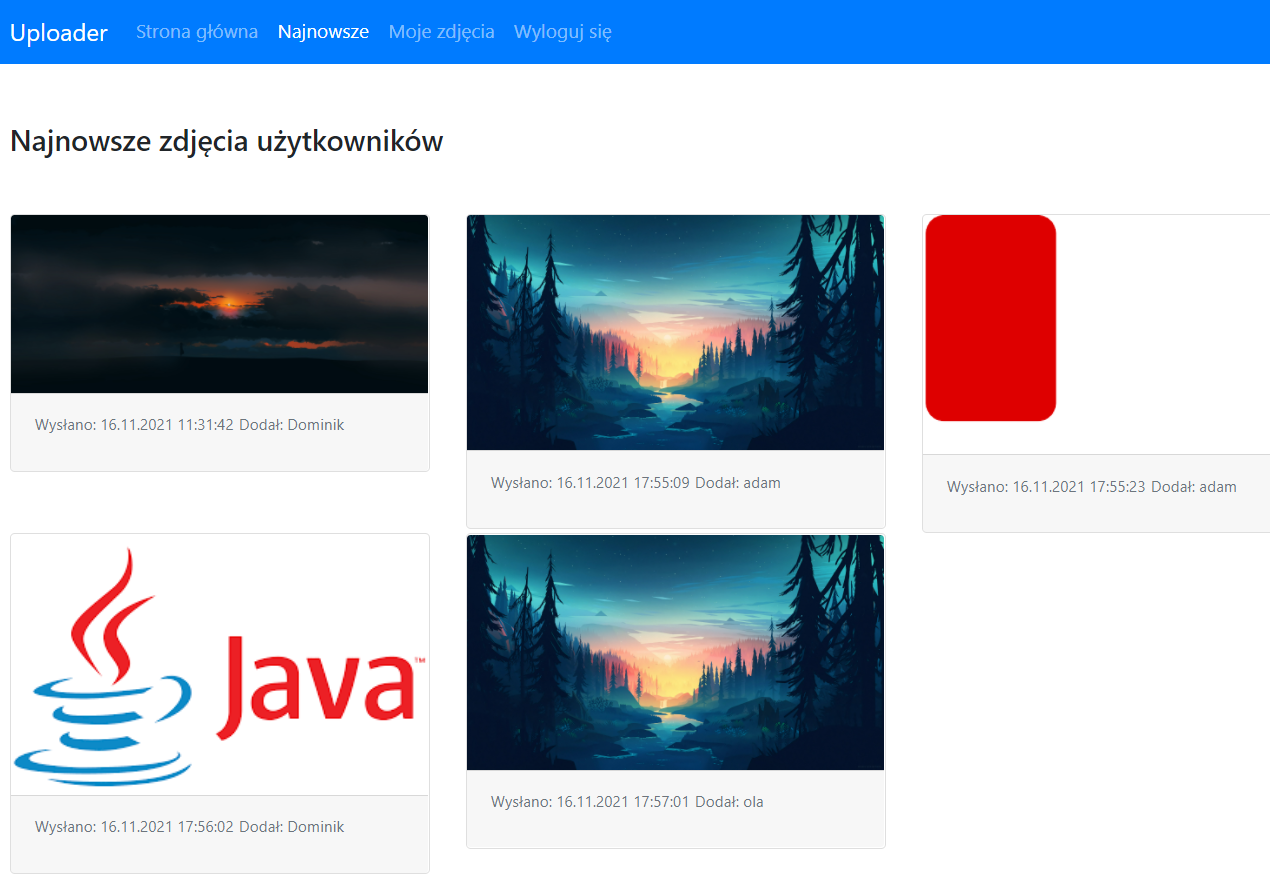 Uploader Strona główna Najnowsze Moje zdjęcia Wyloguj się
Najnowsze zdjęcia użytkowników
Wysłano: 16.11.2021 11:31:42 Dodał: Dominik
Wysłano: 16.11.2021 17:55:09 Dodał: adam
Wysłano: 16.11.2021 17:55:23 Dodał: adam
Java™
Wysłano: 16.11.2021 17:56:02 Dodał: Dominik
Wysłano: 16.11.2021 17:57:01 Dodał: ola